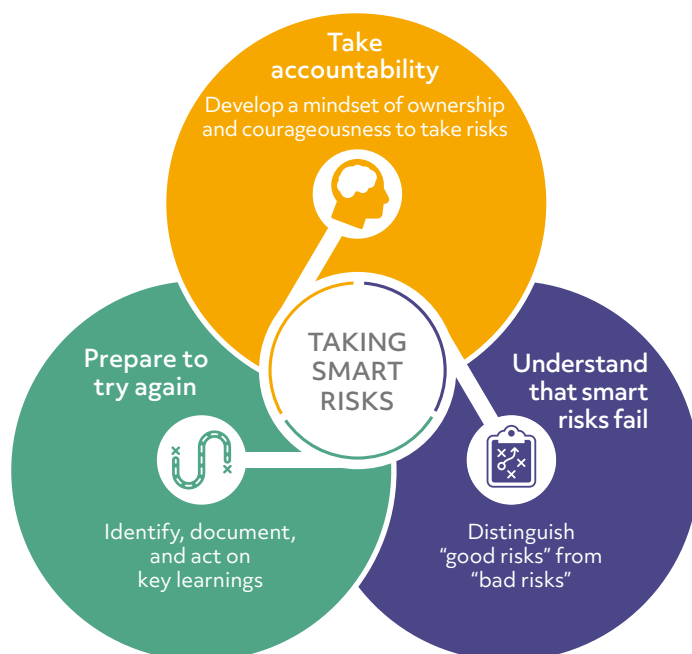 Take
accountability
Develop a mindset of ownership
and courageousness to take risks
TAKING
SMART
RISKS
Prepare to
try again
Identify, document,
and act on
key learnings
Understand
that smart
risks fail
Distinguish
“good risks” from
“bad risks”